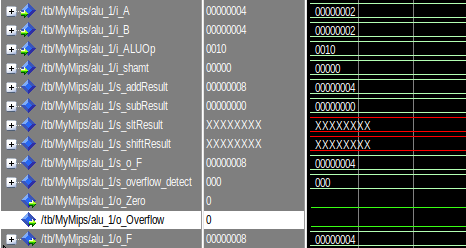 /tb/MyMips/alu_1/i_A 00000004 00000002
/tb/MyMips/alu_1/i_B 00000004 00000002
/tb/MyMips/alu_1/i_ALUOp 0010 0010
/tb/MyMips/alu_1/i_shamt 00000 00000
/tb/MyMips/alu_1/s_addResult 00000008 00000004
/tb/MyMips/alu_1/s_subResult 00000000 00000000
/tb/MyMips/alu_1/s_sltResult XXXXXXXX XXXXXXXX
/tb/MyMips/alu_1/s_shiftResult XXXXXXXX XXXXXXXX
/tb/MyMips/alu_1/s_o_F 00000008 00000004
/tb/MyMips/alu_1/s_overflow_detect 000 000
/tb/MyMips/alu_1/o_Zero 0
/tb/MyMips/alu_1/o_Overflow 0
/tb/MyMips/alu_1/o_F 00000008 00000004